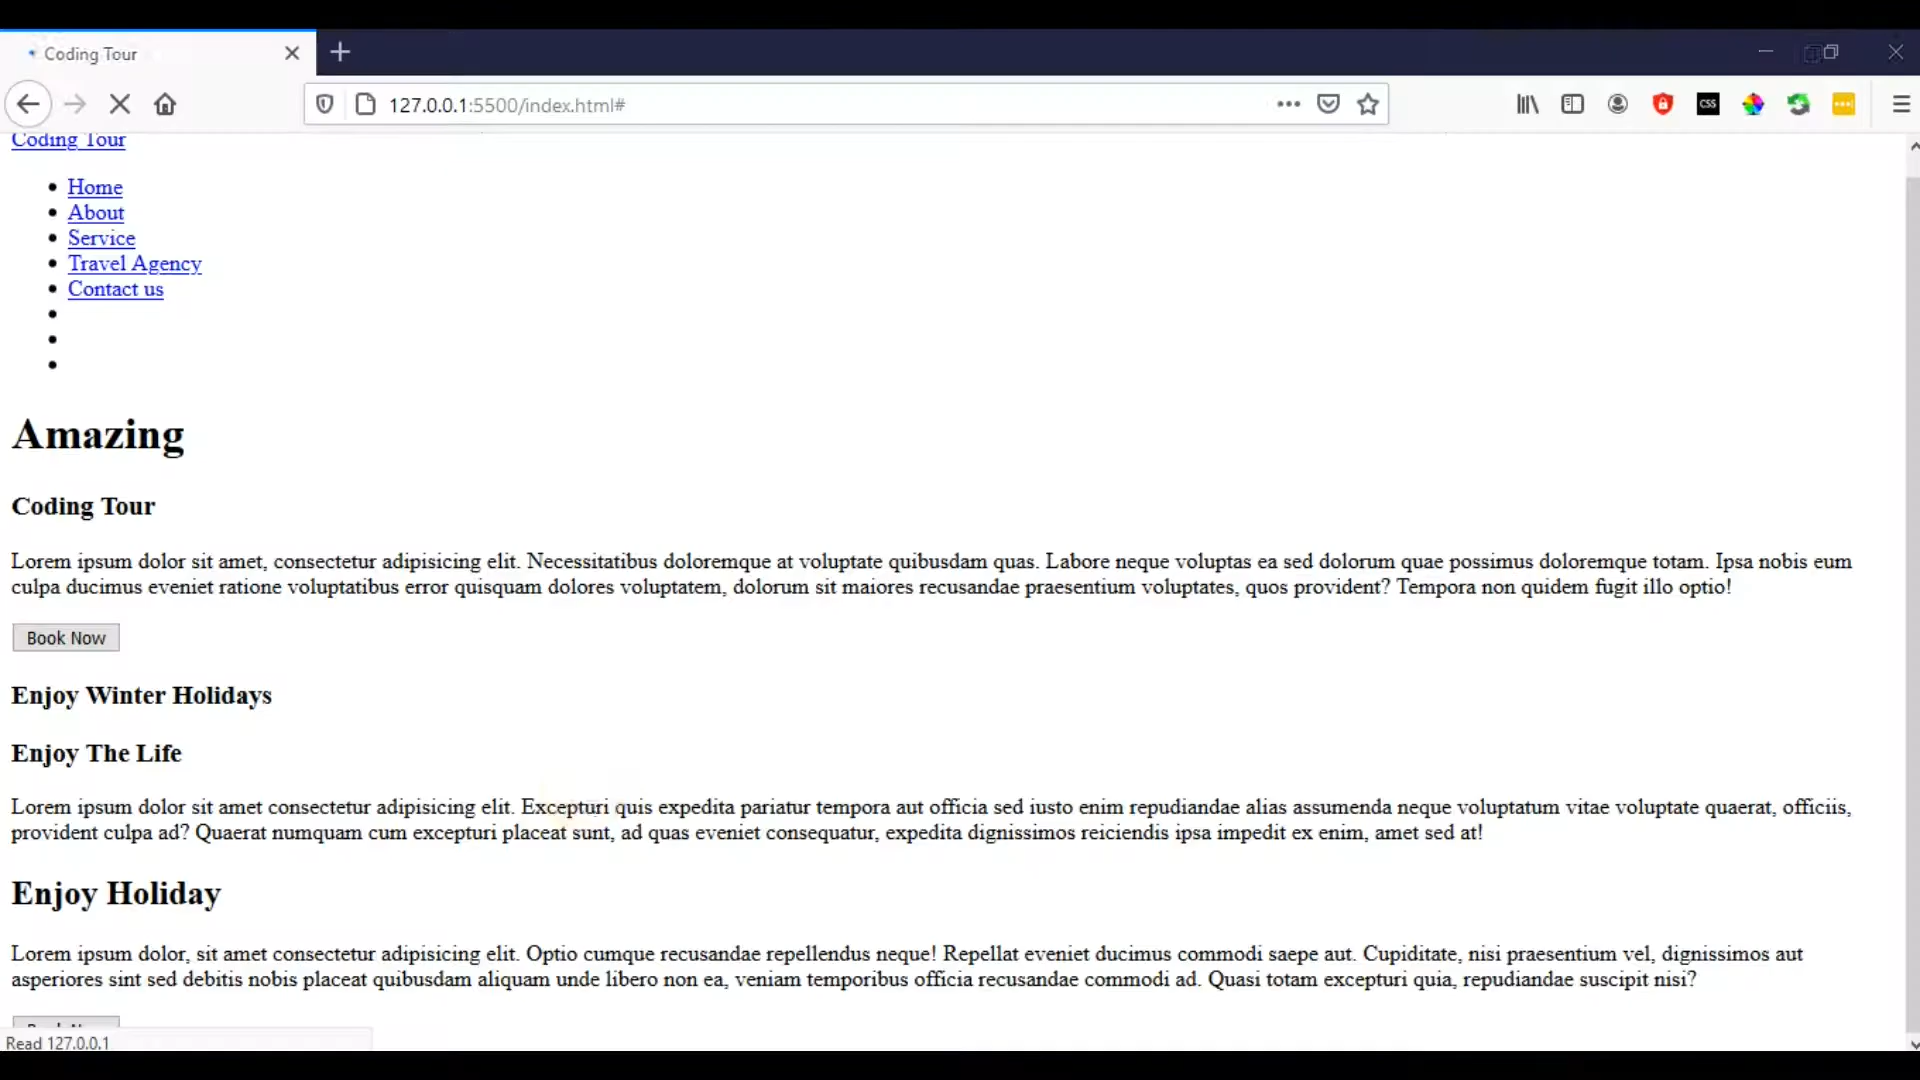 Coding Tour
127.0.0.1:5500/index.html#
CSS
Coding Tour
Home
About
Service
Travel Agency
Contact us
Amazing
Coding Tour
Lorem ipsum dolor sit amet, consectetur adipisicing elit. Necessitatibus doloremque at voluptate quibusdam quas. Labore neque voluptas ea sed dolorum quae possimus doloremque totam. Ipsa nobis eum
culpa ducimus eveniet ratione voluptatibus error quisquam dolores voluptatem, dolorum sit maiores recusandae praesentium voluptates, quos provident? Tempora non quidem fugit illo optio!
Book Now
Enjoy Winter Holidays
Enjoy The Life
Lorem ipsum dolor sit amet consectetur adipisicing elit. Excepturi quis expedita pariatur tempora aut officia sed iusto enim repudiandae alias assumenda neque voluptatum vitae voluptate quaerat, officiis,
provident culpa ad? Quaerat numquam cum excepturi placeat sunt, ad quas eveniet consequatur, expedita dignissimos reiciendis ipsa impedit ex enim, amet sed at!
Enjoy Holiday
Lorem ipsum dolor, sit amet consectetur adipisicing elit. Optio cumque recusandae repellendus neque! Repellat eveniet ducimus commodi saepe aut. Cupiditate, nisi praesentium vel, dignissimos aut
asperiores sint sed debitis nobis placeat quibusdam aliquam unde libero non ea, veniam temporibus officia recusandae commodi ad. Quasi totam excepturi quia, repudiandae suscipit nisi?
Read 127.0.0.1